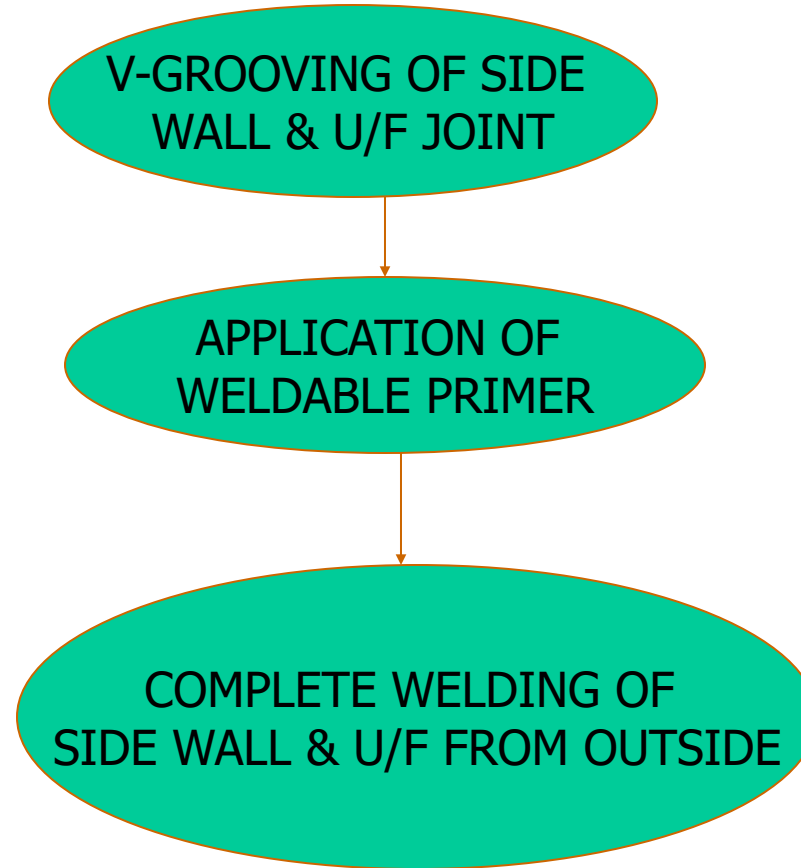 V-GROOVING OF SIDE
WALL & U/F JOINT
APPLICATION OF
WELDABLE PRIMER
COMPLETE WELDING OF
SIDE WALL & U/F FROM OUTSIDE